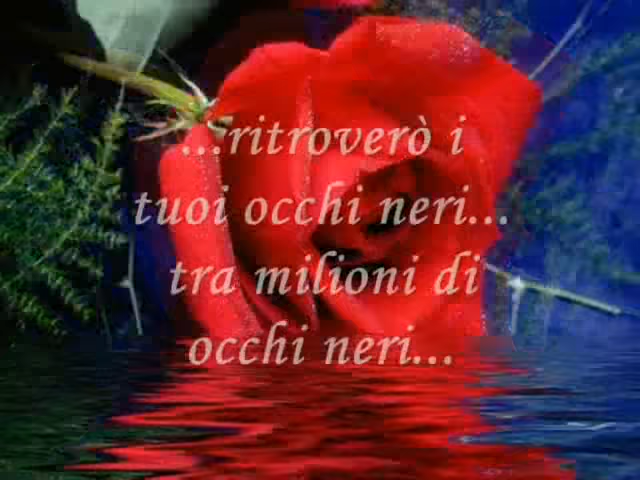 ...ritroverò i
tuoi occhi neri...
tra milioni di
occhi neri...